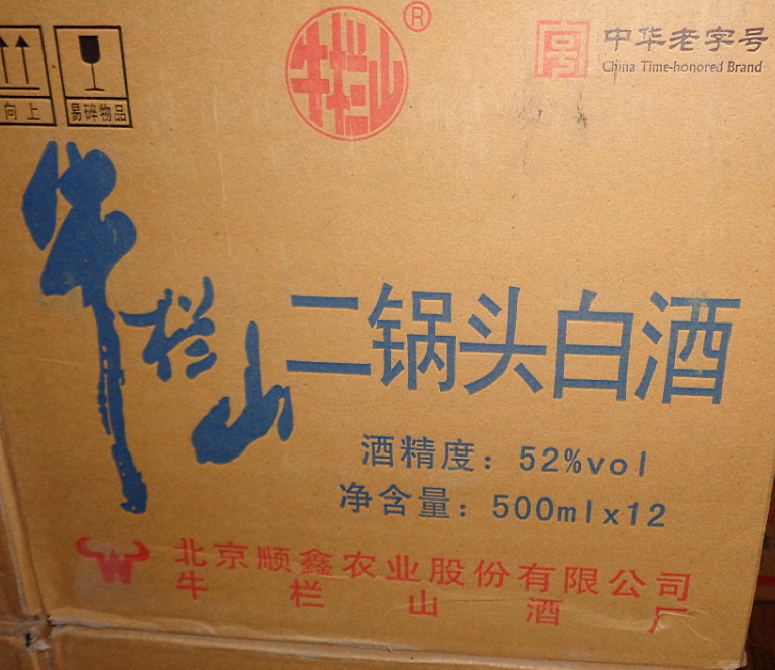 向上
易碎物品
牛栏山
®
中华老字号
China Time-honored Brand
牛栏山
二锅头白酒
酒精度：52%vol
净含量：500mlx12
北京顺鑫农业股份有限公司
牛栏山酒厂